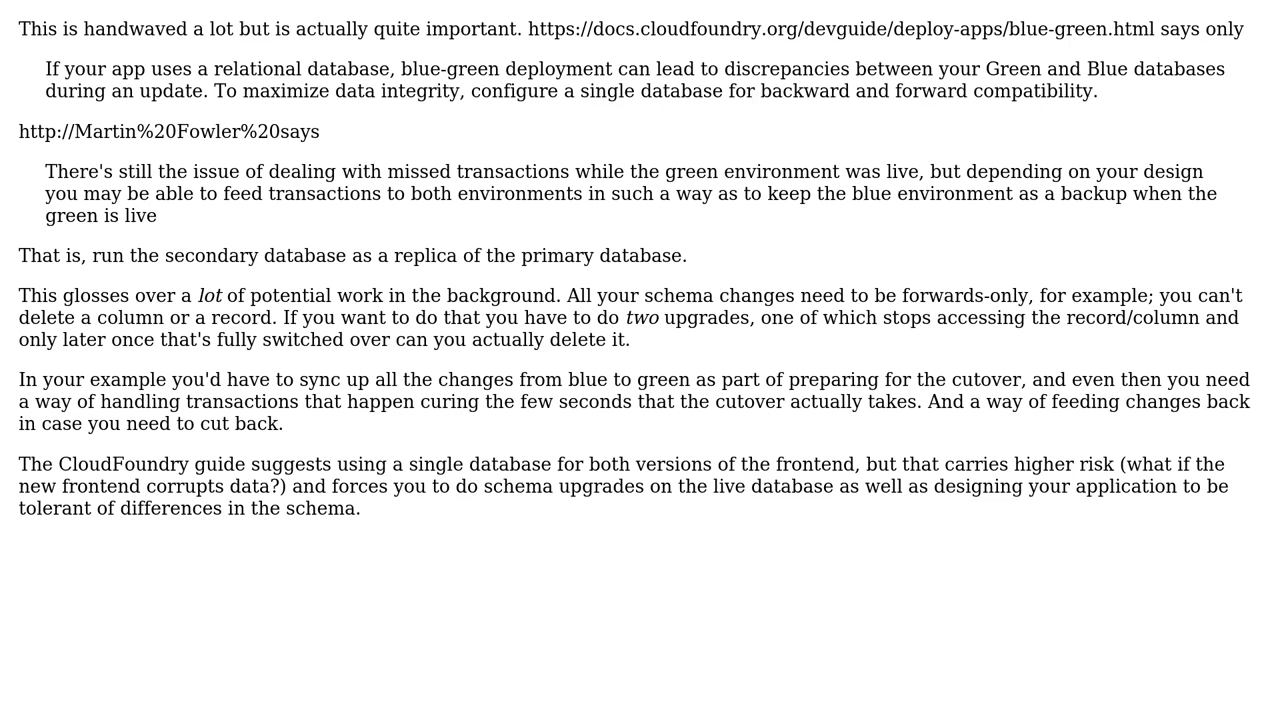 This is handwaved a lot but is actually quite important. https://docs.cloudfoundry.org/devguide/deploy-apps/blue-green.html says only
If your app uses a relational database, blue-green deployment can lead to discrepancies between your Green and Blue databases
during an update. To maximize data integrity, configure a single database for backward and forward compatibility.
http://Martin%20Fowler%20says
There's still the issue of dealing with missed transactions while the green environment was live, but depending on your design
you may be able to feed transactions to both environments in such a way as to keep the blue environment as a backup when the
green is live
That is, run the secondary database as a replica of the primary database.
This glosses over a lot of potential work in the background. All your schema changes need to be forwards-only, for example; you can't
delete a column or a record. If you want to do that you have to do two upgrades, one of which stops accessing the record/column and
only later once that's fully switched over can you actually delete it.
In your example you'd have to sync up all the changes from blue to green as part of preparing for the cutover, and even then you need
a way of handling transactions that happen curing the few seconds that the cutover actually takes. And a way of feeding changes back
in case you need to cut back.
The CloudFoundry guide suggests using a single database for both versions of the frontend, but that carries higher risk (what if the
new frontend corrupts data?) and forces you to do schema upgrades on the live database as well as designing your application to be
tolerant of differences in the schema.